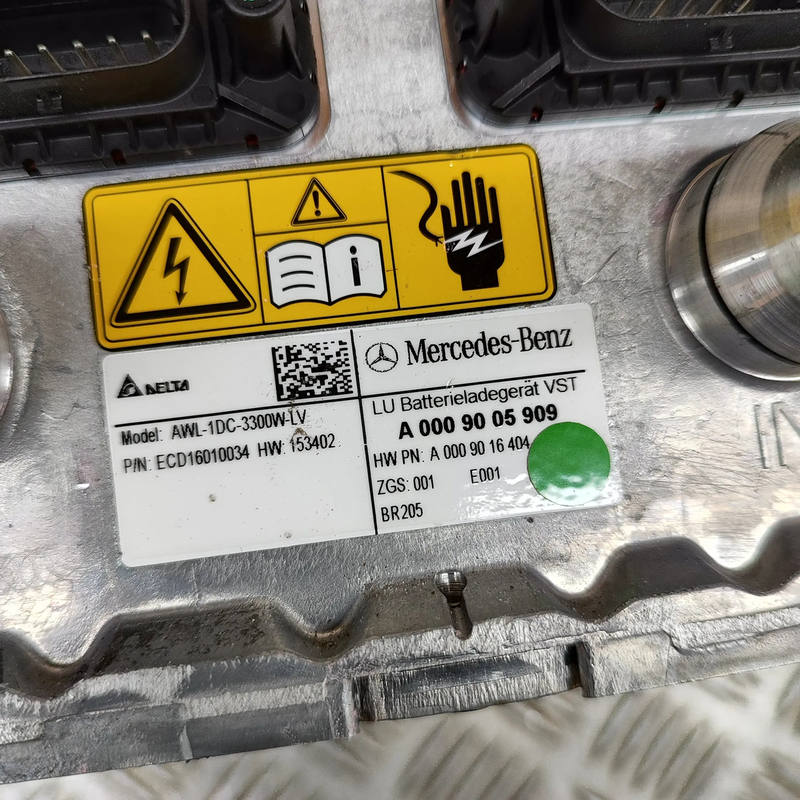 DELTA
Model: AWL-1DC-3300W-LV
P/N: ECD16010034 HW: 153402
Mercedes-Benz
LU Batterieladegerät VST
A 000 90 05 909
HW PN: A 000 90 16 404
ZGS: 001 E001
BR205